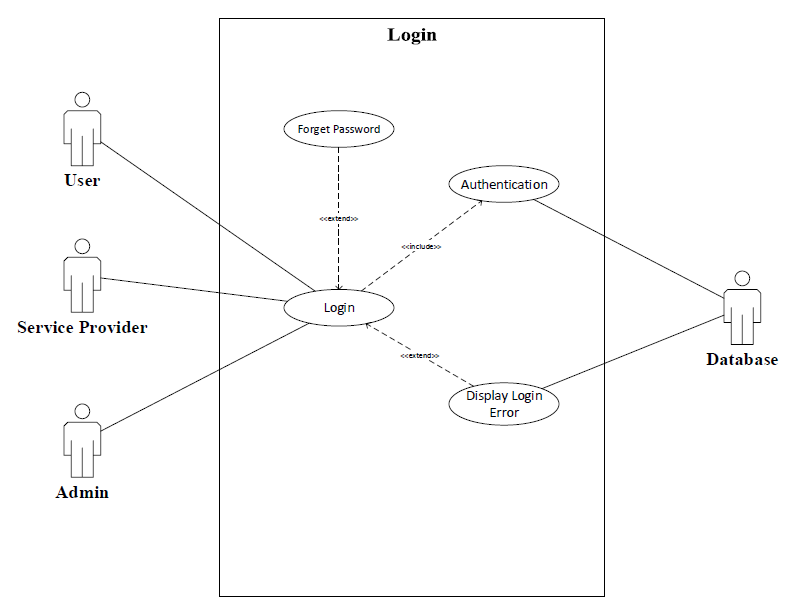 Login
Forget Password
User
Authentication
<<extend>>
<<include>>
Service Provider
Login
Database
<<extend>>
Display Login
Error
Admin